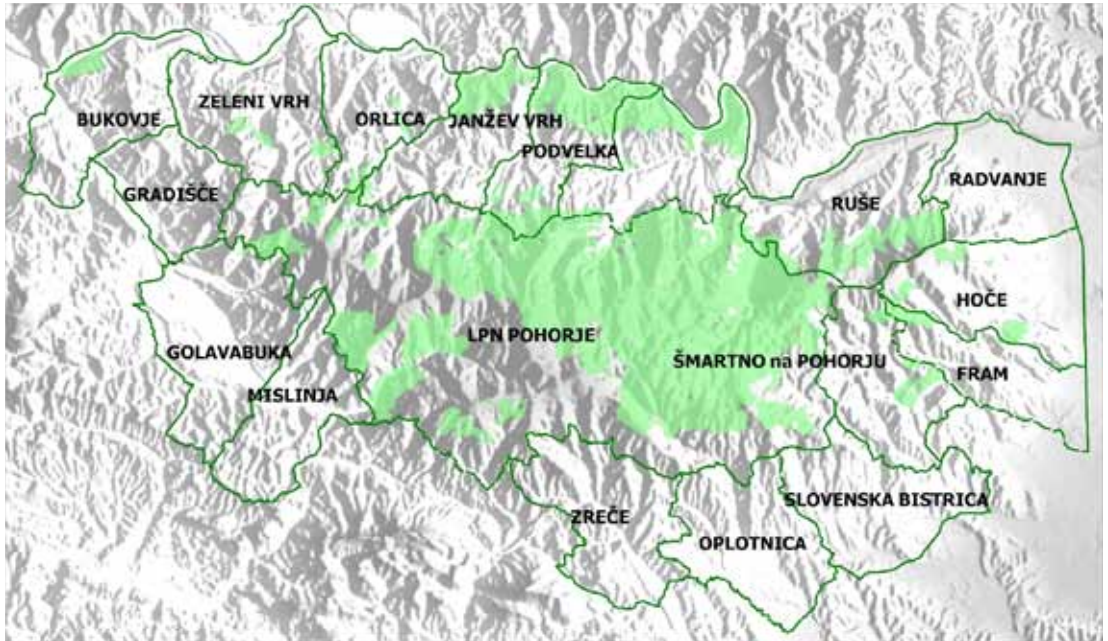 BUKOVJE
ZELENI VRH
ORLICA
JANŽEV VRH
PODVELKA
GRADIŠČE
RUŠE
RADVANJE
HOČE
LPN POHORJE
GOLAVABUKA
ŠMARTNO na POHORJU
FRAM
MISLINJA
SLOVENSKA BISTRICA
ZREČE
OPLOTNICA